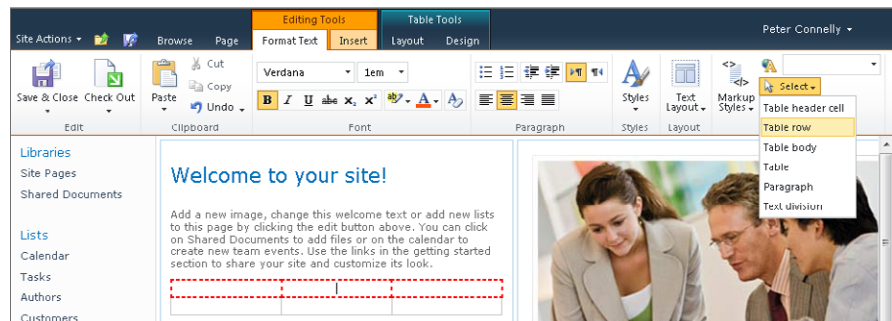 Editing Tools Table Tools
Site Actions Browse Page Format Text Insert Layout Design Peter Connelly
Save & Close Check Out Paste Cut
Copy
Undo
Verdana 1em
B I U abc x₂ x² ab A A
Styles Text Layout Markup Styles Select
Edit Clipboard Font Paragraph Styles Layout
Table header cell
Table row
Table body
Table
Paragraph
Text division
Libraries
Site Pages
Shared Documents
Lists
Calendar
Tasks
Authors
Customers
Welcome to your site!
Add a new image, change this welcome text or add new lists
to this page by clicking the edit button above. You can click
on Shared Documents to add files or on the calendar to
create new team events. Use the links in the getting started
section to share your site and customize its look.